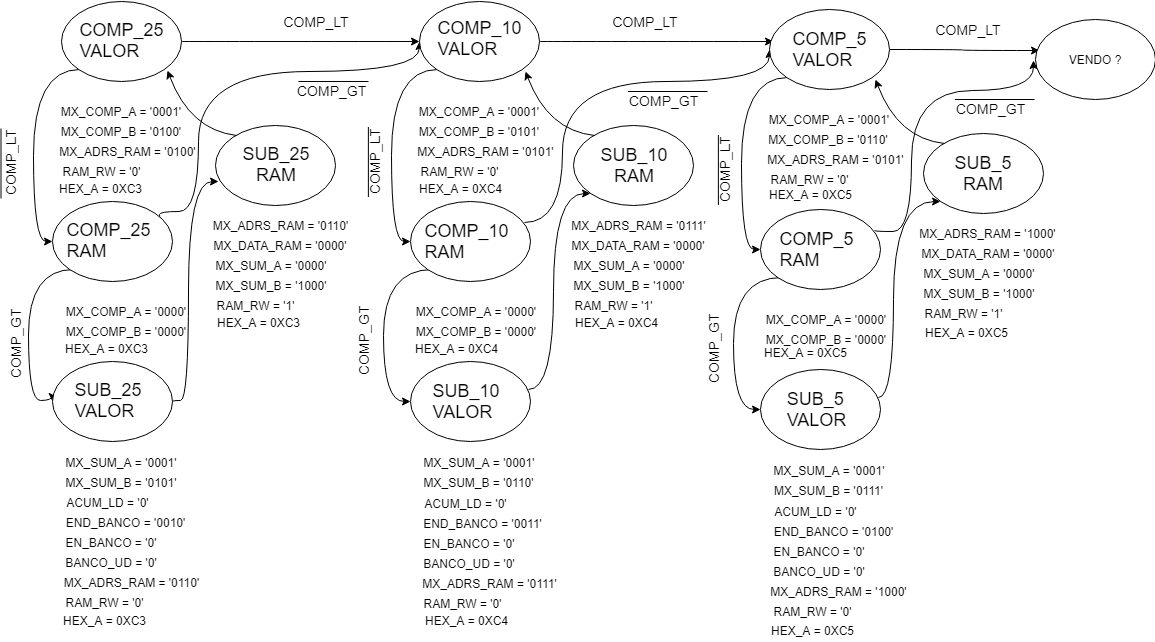 COMP_LT
COMP_25
VALOR
COMP_LT
MX_COMP_A = '0001'
MX_COMP_B = '0100'
MX_ADRS_RAM = '0100'
RAM_RW = '0'
HEX_A = 0XC3
COMP_GT
SUB_25
RAM
MX_ADRS_RAM = '0110'
MX_DATA_RAM = '0000'
MX_SUM_A = '0000'
MX_SUM_B = '1000'
RAM_RW = '1'
HEX_A = 0XC3
COMP_25
RAM
COMP_GT
MX_COMP_A = '0000'
MX_COMP_B = '0000'
HEX_A = 0XC3
SUB_25
VALOR
MX_SUM_A = '0001'
MX_SUM_B = '0101'
ACUM_LD = '0'
END_BANCO = '0010'
EN_BANCO = '0'
BANCO_UD = '0'
MX_ADRS_RAM = '0110'
RAM_RW = '0'
HEX_A = 0XC3
COMP_LT
COMP_10
VALOR
COMP_LT
MX_COMP_A = '0001'
MX_COMP_B = '0101'
MX_ADRS_RAM = '0101'
RAM_RW = '0'
HEX_A = 0XC4
COMP_GT
SUB_10
RAM
MX_ADRS_RAM = '0111'
MX_DATA_RAM = '0000'
MX_SUM_A = '0000'
MX_SUM_B = '1000'
RAM_RW = '1'
HEX_A = 0XC4
COMP_10
RAM
COMP_GT
MX_COMP_A = '0000'
MX_COMP_B = '0000'
HEX_A = 0XC4
SUB_10
VALOR
MX_SUM_A = '0001'
MX_SUM_B = '0110'
ACUM_LD = '0'
END_BANCO = '0011'
EN_BANCO = '0'
BANCO_UD = '0'
MX_ADRS_RAM = '0111'
RAM_RW = '0'
HEX_A = 0XC4
COMP_LT
COMP_5
VALOR
VENDO ?
COMP_LT
MX_COMP_A = '0001'
MX_COMP_B = '0110'
MX_ADRS_RAM = '0101'
RAM_RW = '0'
HEX_A = 0XC5
COMP_GT
SUB_5
RAM
MX_ADRS_RAM = '1000'
MX_DATA_RAM = '0000'
MX_SUM_A = '0000'
MX_SUM_B = '1000'
RAM_RW = '1'
HEX_A = 0XC5
COMP_5
RAM
COMP_GT
MX_COMP_A = '0000'
MX_COMP_B = '0000'
HEX_A = 0XC5
SUB_5
VALOR
MX_SUM_A = '0001'
MX_SUM_B = '0111'
ACUM_LD = '0'
END_BANCO = '0100'
EN_BANCO = '0'
BANCO_UD = '0'
MX_ADRS_RAM = '1000'
RAM_RW = '0'
HEX_A = 0XC5